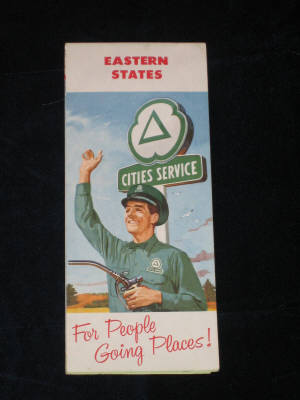 EASTERN
STATES
CITIES SERVICE
For People
Going Places!